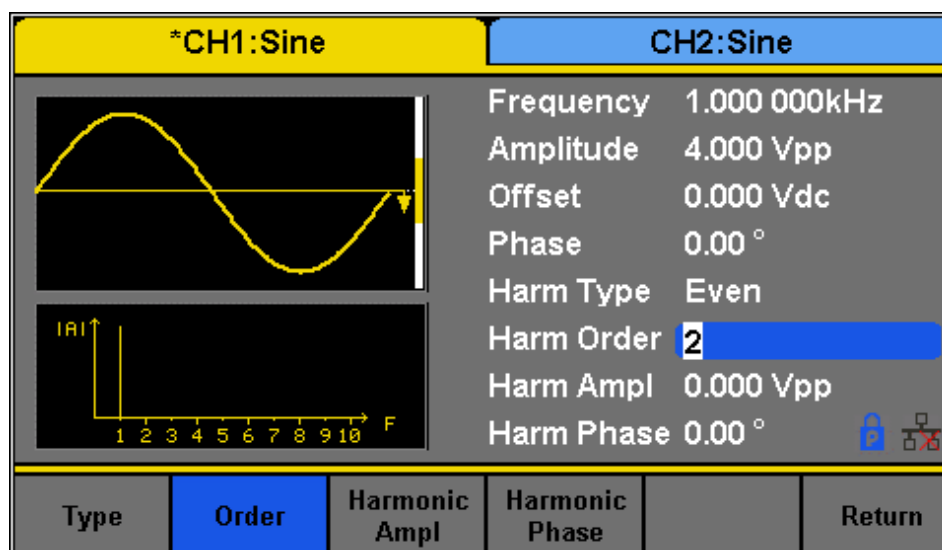 *CH1:Sine
CH2:Sine
Frequency 1.000 000kHz
Amplitude 4.000 Vpp
Offset 0.000 Vdc
Phase 0.00 °
Harm Type Even
Harm Order 2
Harm Ampl 0.000 Vpp
Harm Phase 0.00 °
P
|A|
F
1 2 3 4 5 6 7 8 9 10
Type
Order
Harmonic
Ampl
Harmonic
Phase
Return